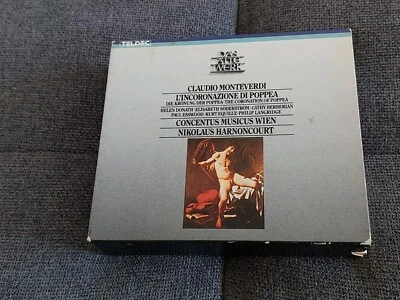 TELDEC
DAS
ALTE
WERK
CLAUDIO MONTEVERDI
L'INCORONAZIONE DI POPPEA
DIE KRÖNUNG DER POPPEA · THE CORONATION OF POPPEA
HELEN DONATH · ELISABETH SÖDERSTRÖM · CATHY BERBERIAN
PAUL ESSWOOD · KURT EQUILUZ · PHILIP LANGRIDGE
CONCENTUS MUSICUS WIEN
NIKOLAUS HARNONCOURT